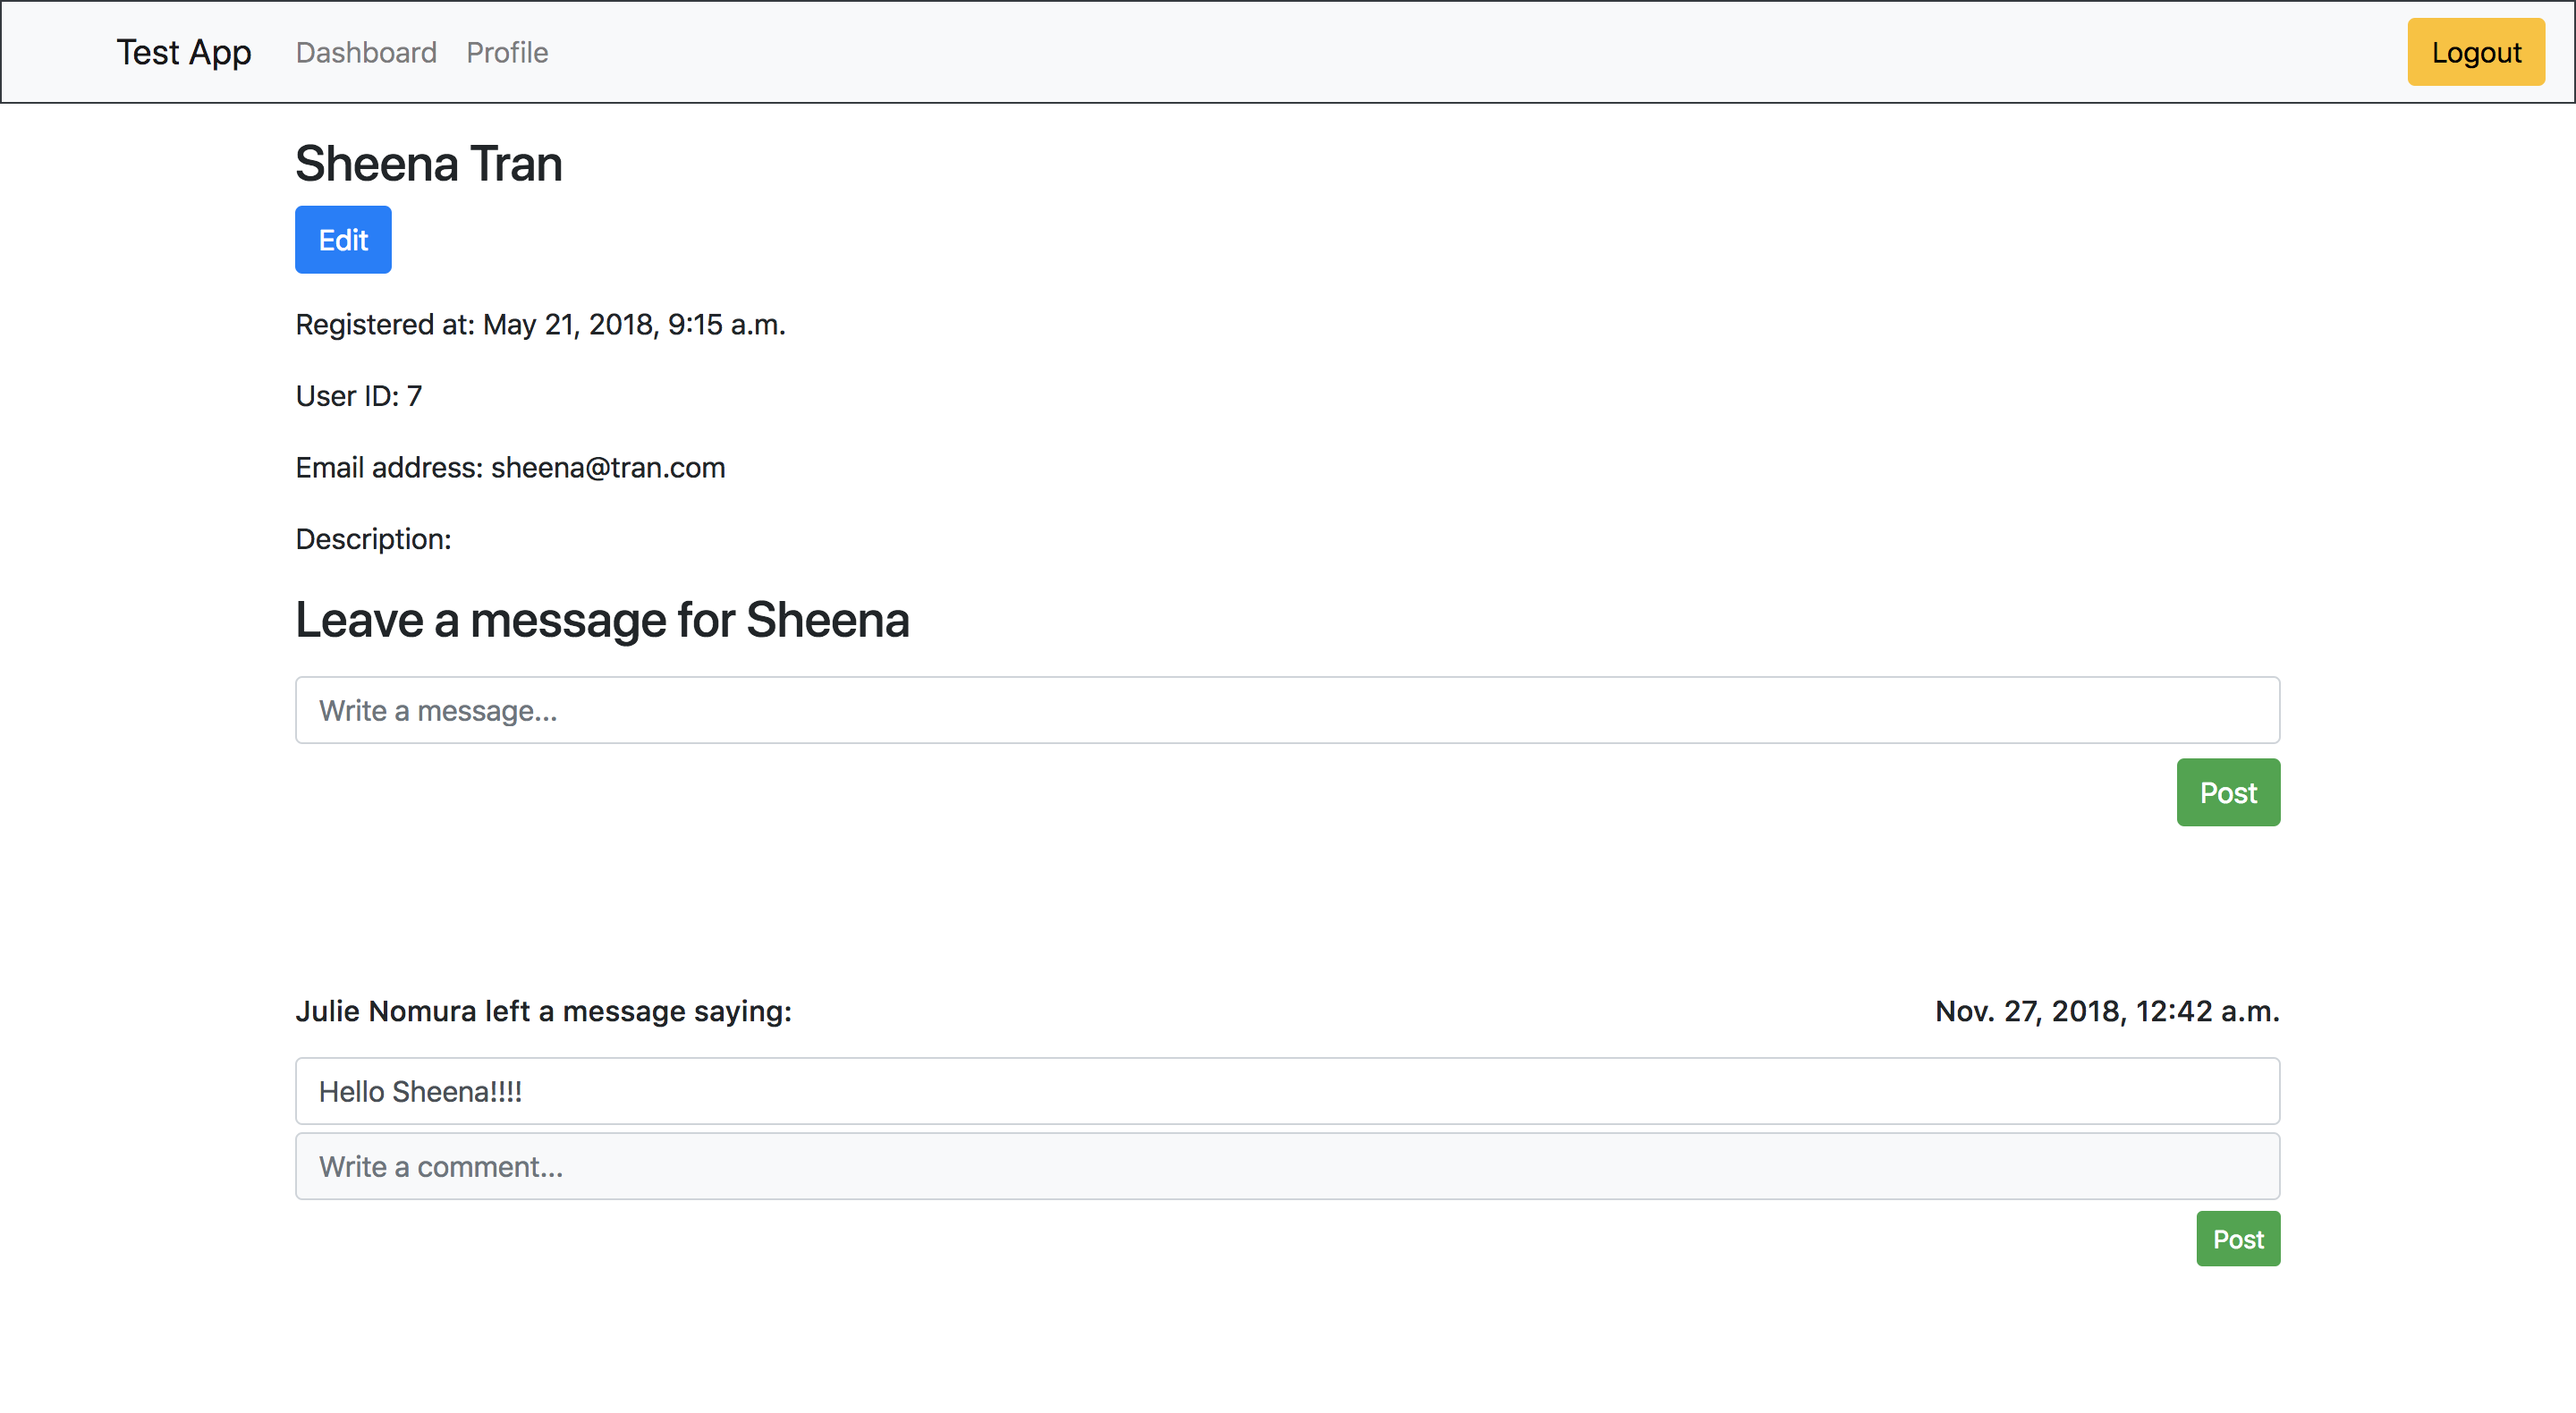 Test App Dashboard Profile Logout
Sheena Tran
Edit
Registered at: May 21, 2018, 9:15 a.m.
User ID: 7
Email address: sheena@tran.com
Description:
Leave a message for Sheena
Write a message...
Post
Julie Nomura left a message saying: Nov. 27, 2018, 12:42 a.m.
Hello Sheena!!!!
Write a comment...
Post